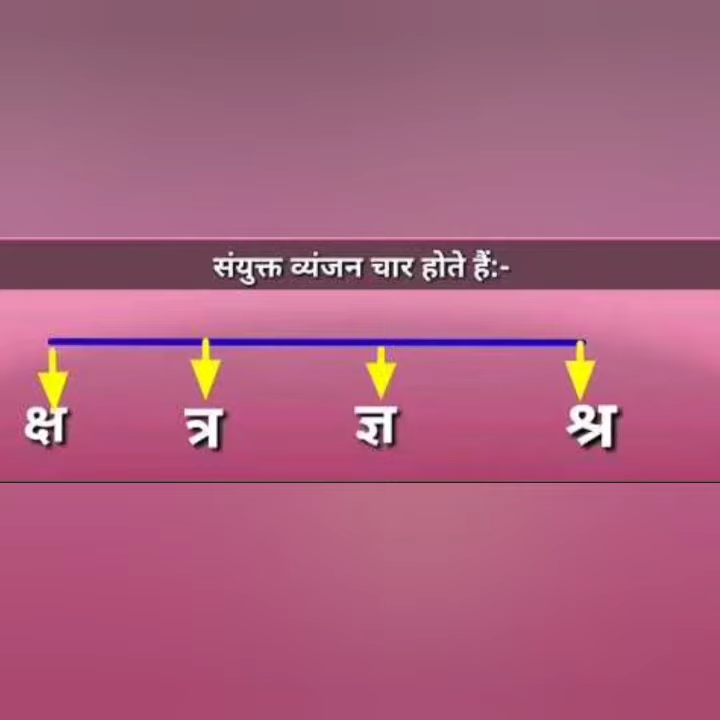 संयुक्त व्यंजन चार होते हैं:-
क्ष त्र ज्ञ श्र